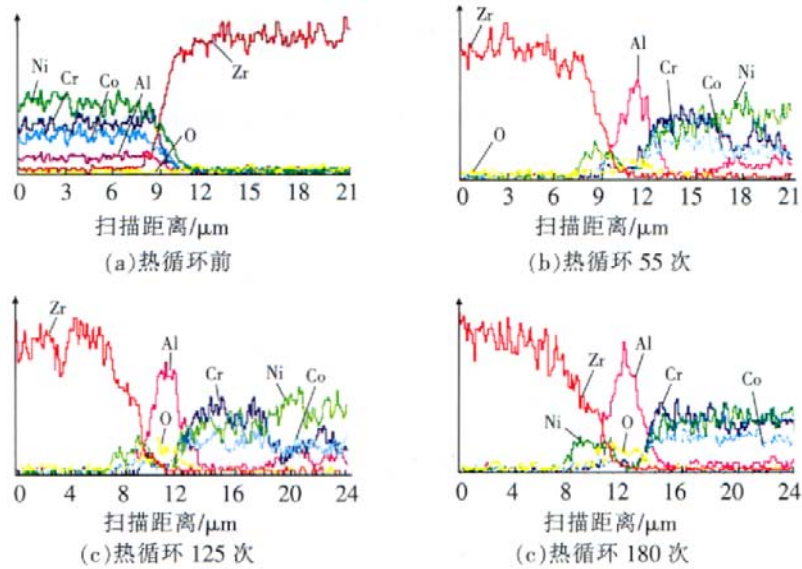 Ni Cr Co Al Zr O
0 3 6 9 12 15 18 21
扫描距离/μm
(a)热循环前
Zr O Al Cr Co Ni
0 3 6 9 12 15 18 21
扫描距离/μm
(b)热循环 55 次
Zr Al O Cr Ni Co
0 4 8 12 16 20 24
扫描距离/μm
(c)热循环 125 次
Ni Zr O Al Cr Co
0 4 8 12 16 20 24
扫描距离/μm
(c)热循环 180 次